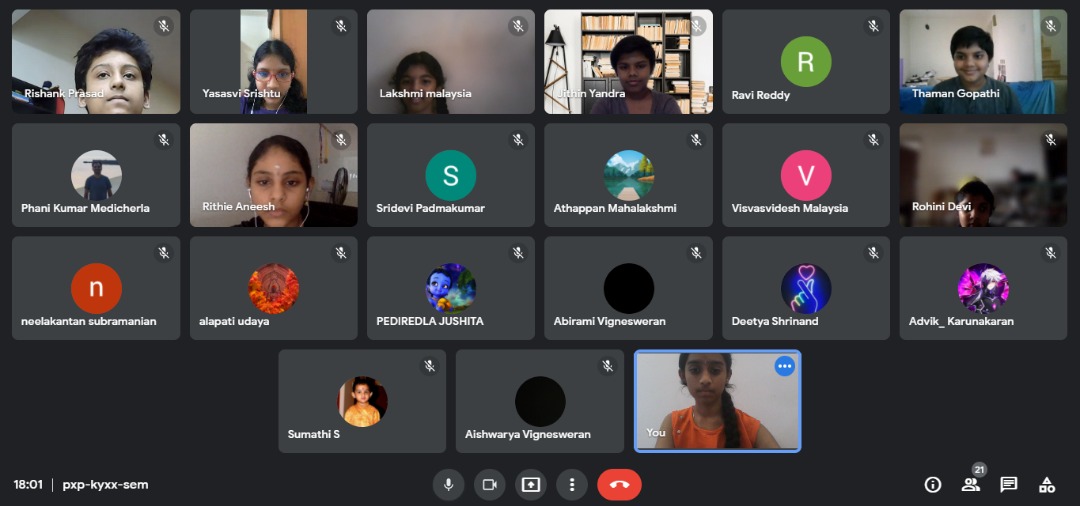 Rishank Prasad
Yasasvi Srishtu
Lakshmi malaysia
Jithin Yandra
R
Ravi Reddy
Thaman Gopathi
Phani Kumar Medicherla
Rithie Aneesh
S
Sridevi Padmakumar
Athappan Mahalakshmi
V
Visvasvidesh Malaysia
Rohini Devi
n
neelakantan subramanian
alapati udaya
PEDIREDLA JUSHITA
Abirami Vignesweran
Deetya Shrinand
Advik_ Karunakaran
Sumathi S
Aishwarya Vignesweran
You
18:01 | pxp-kyxx-sem
21